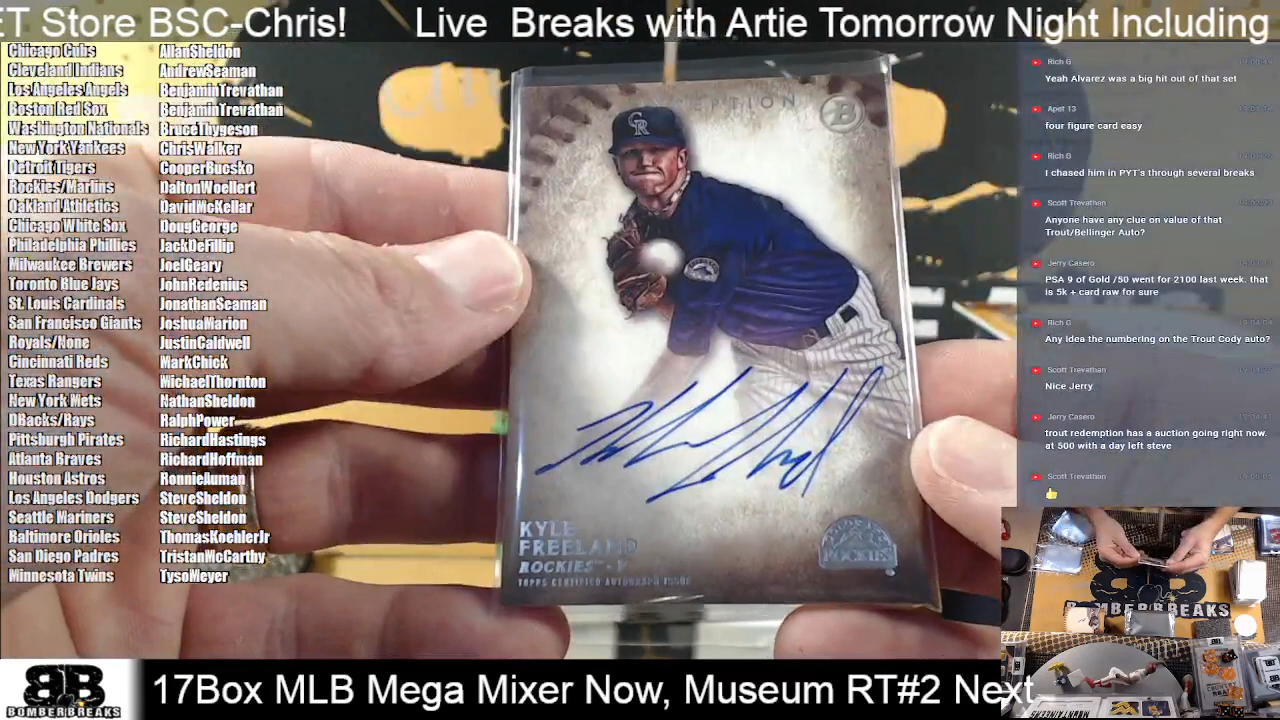 ET Store BSC-Chris! Live Breaks with Artie Tomorrow Night Including
Chicago Cubs AllanSheldon
Cleveland Indians AndrewSeaman
Los Angeles Angels BenjaminTrevathan
Boston Red Sox BenjaminTrevathan
Washington Nationals BruceThygeson
New York Yankees ChrisWalker
Detroit Tigers CooperBucsko
Rockies/Marlins DaltonWoellert
Oakland Athletics DavidMcKellar
Chicago White Sox DougGeorge
Philadelphia Phillies JackDeFillip
Milwaukee Brewers JoelGeary
Toronto Blue Jays JohnRedenius
St. Louis Cardinals JonathanSeaman
San Francisco Giants JoshuaMarion
Royals/None JustinCaldwell
Cincinnati Reds MarkChick
Texas Rangers MichaelThornton
New York Mets NathanSheldon
DBacks/Rays RalphPower
Pittsburgh Pirates RichardHastings
Atlanta Braves RichardHoffman
Houston Astros RonnieAuman
Los Angeles Dodgers SteveSheldon
Seattle Mariners SteveSheldon
Baltimore Orioles ThomasKoehlerJr
San Diego Padres TristanMcCarthy
Minnesota Twins TysoMeyer
B
CR
KYLE
FREELAND
ROCKIES - P
TOPPS CERTIFIED AUTOGRAPH ISSUE
ROCKIES
Rich G
Yeah Alvarez was a big hit out of that set
Apet 13
four figure card easy
Rich G
I chased him in PYT's through several breaks
Scott Trevathan
Anyone have any clue on value of that
Trout/Bellinger Auto?
Jerry Casero
PSA 9 of Gold /50 went for 2100 last week. that
is 5k + card raw for sure
Rich G
Any idea the numbering on the Trout Cody auto?
Scott Trevathan
Nice Jerry
Jerry Casero
trout redemption has a auction going right now.
at 500 with a day left steve
Scott Trevathan
BOMBERBREAKS
BB
BOMBERBREAKS
17Box MLB Mega Mixer Now, Museum RT#2 Next